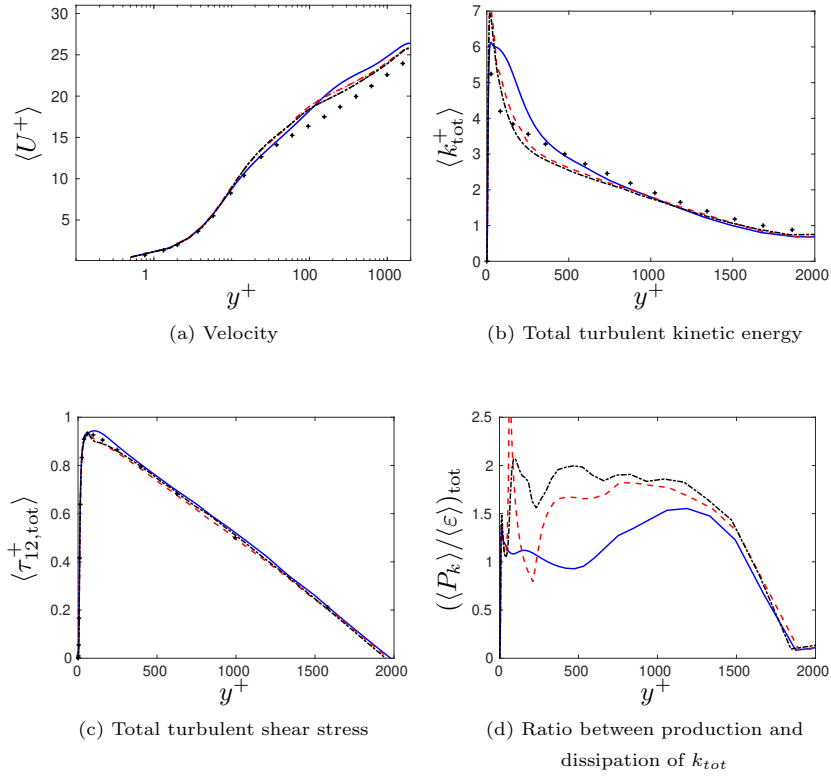 30
25
20
15
10
5
⟨U⁺⟩
1 10 100 1000
y⁺
(a) Velocity
7
6
5
4
3
2
1
0
⟨k⁺tot⟩
0 500 1000 1500 2000
y⁺
(b) Total turbulent kinetic energy
1
0.8
0.6
0.4
0.2
0
⟨τ⁺12,tot⟩
0 500 1000 1500 2000
y⁺
(c) Total turbulent shear stress
2.5
2
1.5
1
0.5
0
(⟨Pk⟩/⟨ε⟩)tot
0 500 1000 1500 2000
y⁺
(d) Ratio between production and
dissipation of ktot